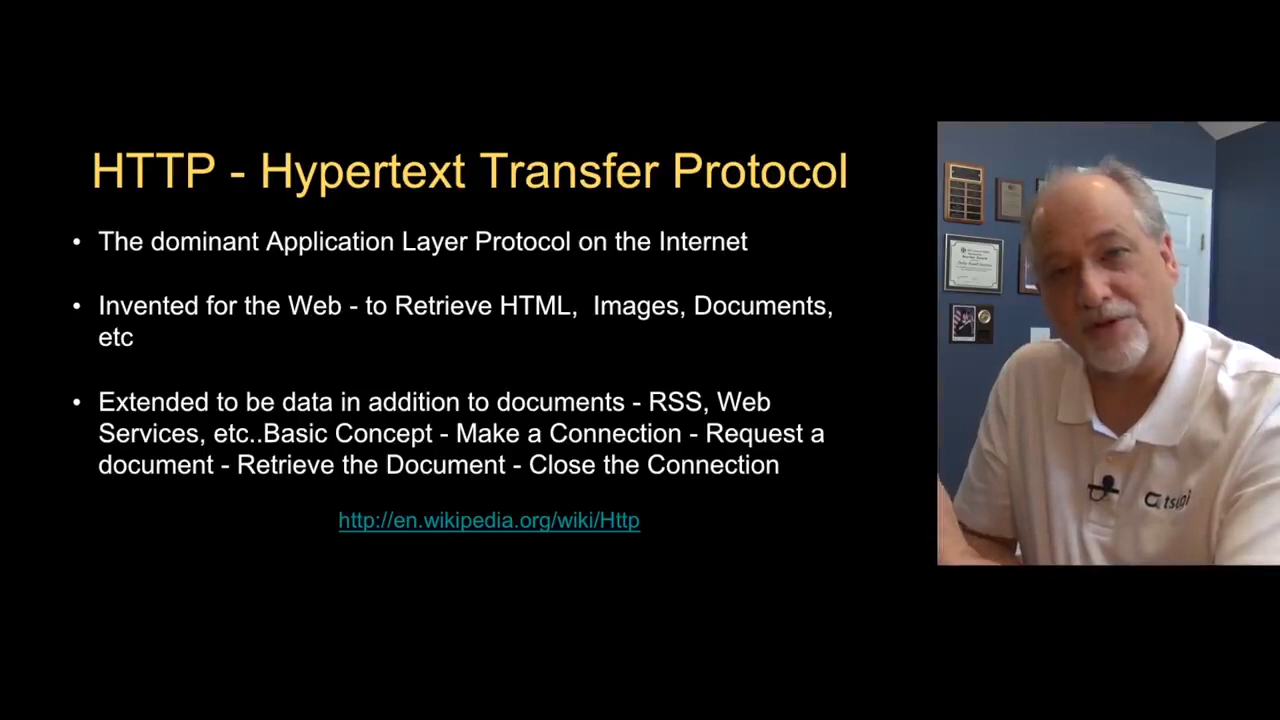 HTTP - Hypertext Transfer Protocol
• The dominant Application Layer Protocol on the Internet
• Invented for the Web - to Retrieve HTML,  Images, Documents,
etc
• Extended to be data in addition to documents - RSS, Web
Services, etc..Basic Concept - Make a Connection - Request a
document - Retrieve the Document - Close the Connection
http://en.wikipedia.org/wiki/Http
tsugi